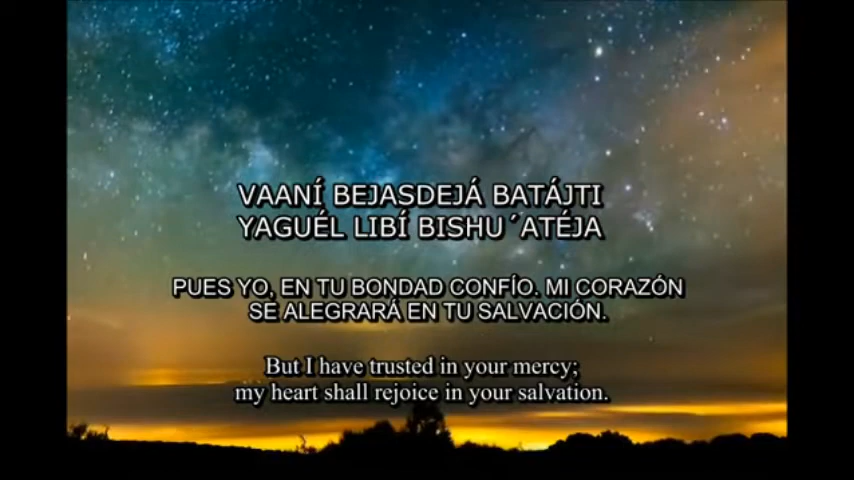 VAANÍ BEJASDEJÁ BATÁJTI
YAGUÉL LIBÍ BISHU´ATÉJA
PUES YO, EN TU BONDAD CONFÍO. MI CORAZÓN
SE ALEGRARÁ EN TU SALVACIÓN.
But I have trusted in your mercy;
my heart shall rejoice in your salvation.